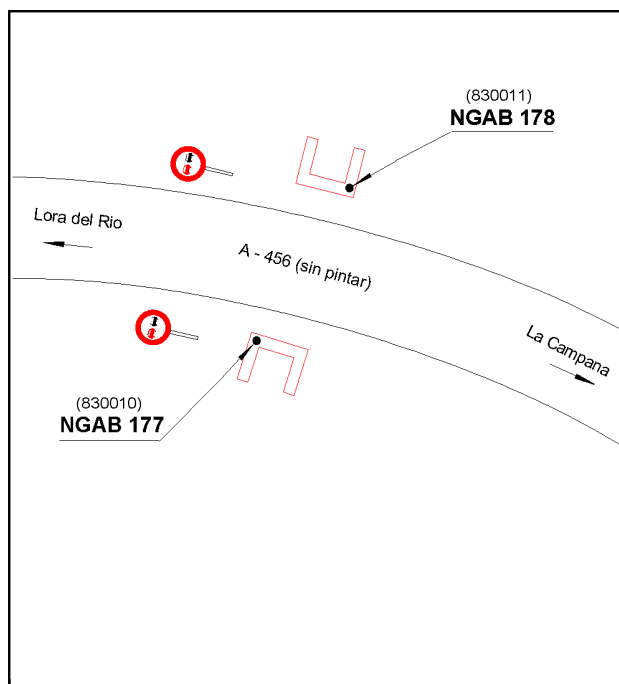 (830011)
NGAB 178
Lora del Rio
A - 456 (sin pintar)
La Campana
(830010)
NGAB 177